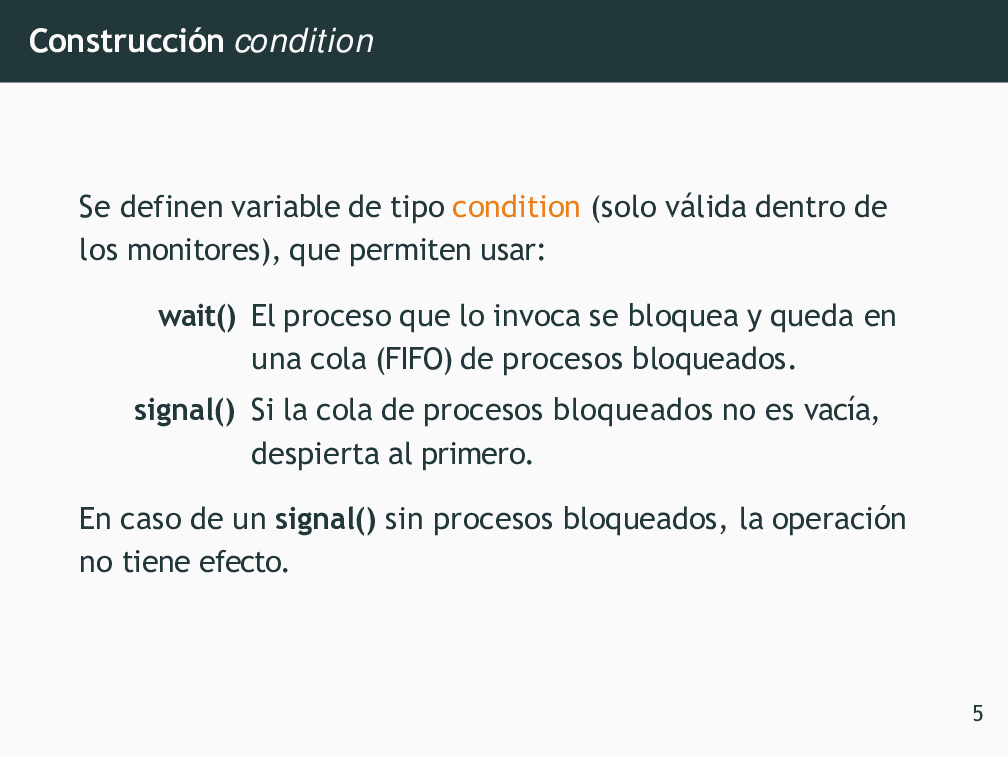 Construcción condition
Se definen variable de tipo condition (solo válida dentro de
los monitores), que permiten usar:
wait() El proceso que lo invoca se bloquea y queda en
una cola (FIFO) de procesos bloqueados.
signal() Si la cola de procesos bloqueados no es vacía,
despierta al primero.
En caso de un signal() sin procesos bloqueados, la operación
no tiene efecto.
5